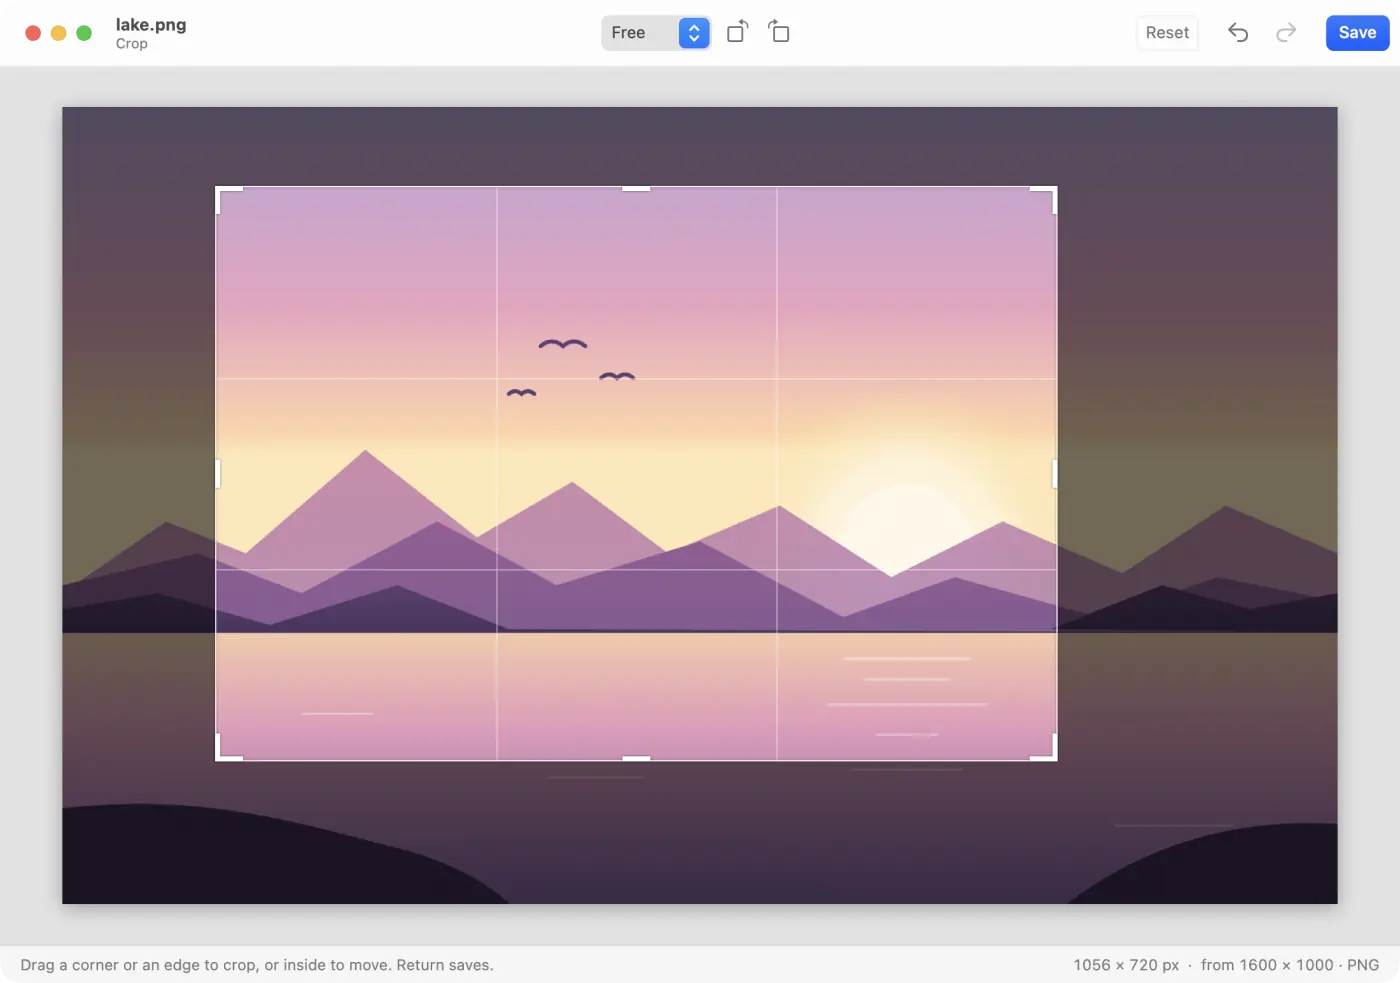 lake.png
Crop
Free
Reset
Save
Drag a corner or an edge to crop, or inside to move. Return saves.
1056 × 720 px · from 1600 × 1000 · PNG